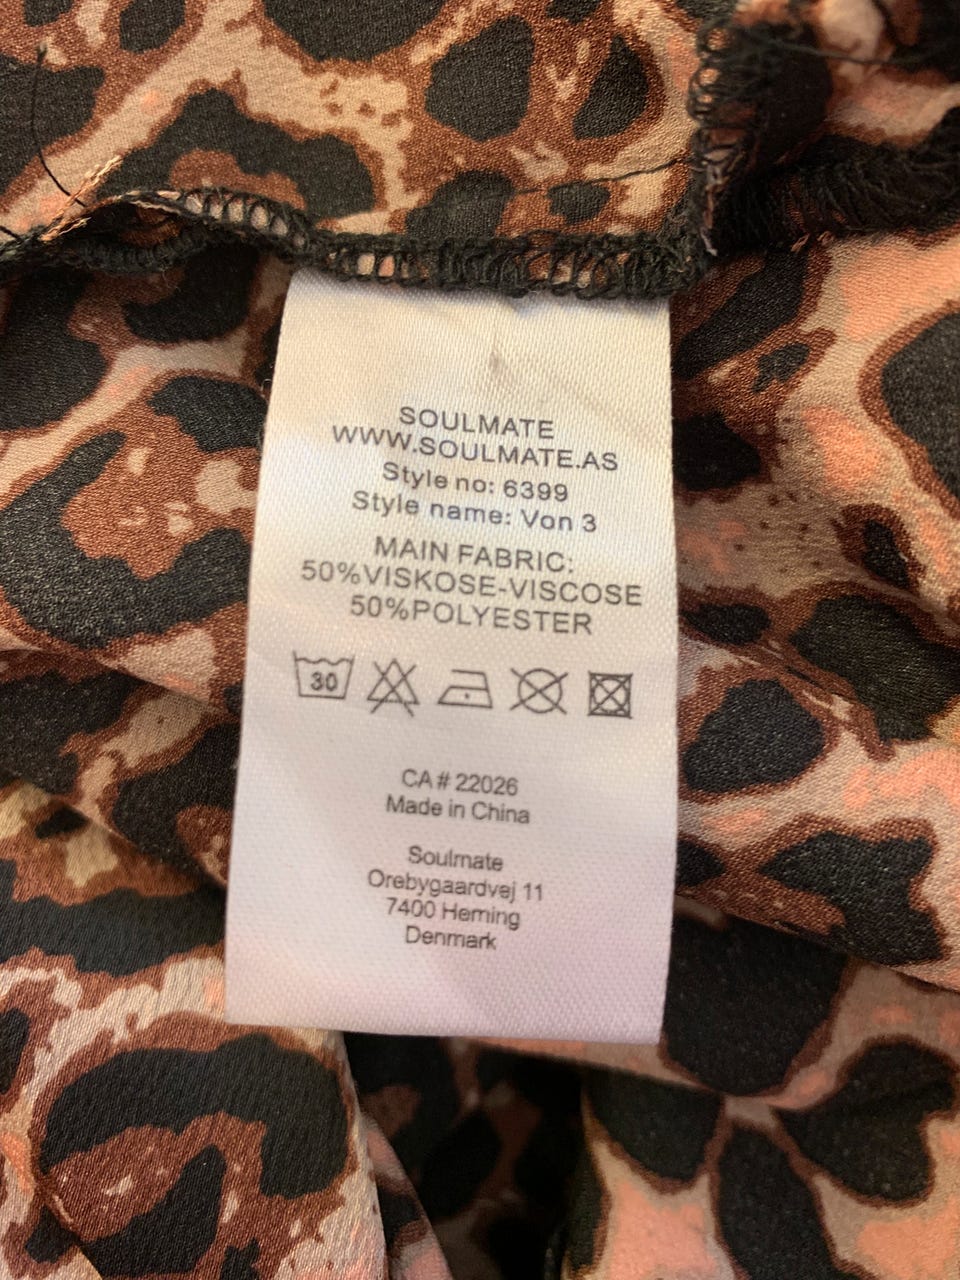 SOULMATE
WWW.SOULMATE.AS
Style no: 6399
Style name: Von 3
MAIN FABRIC:
50%VISKOSE-VISCOSE
50%POLYESTER
30
CA # 22026
Made in China
Soulmate
Orebygaardvej 11
7400 Herning
Denmark